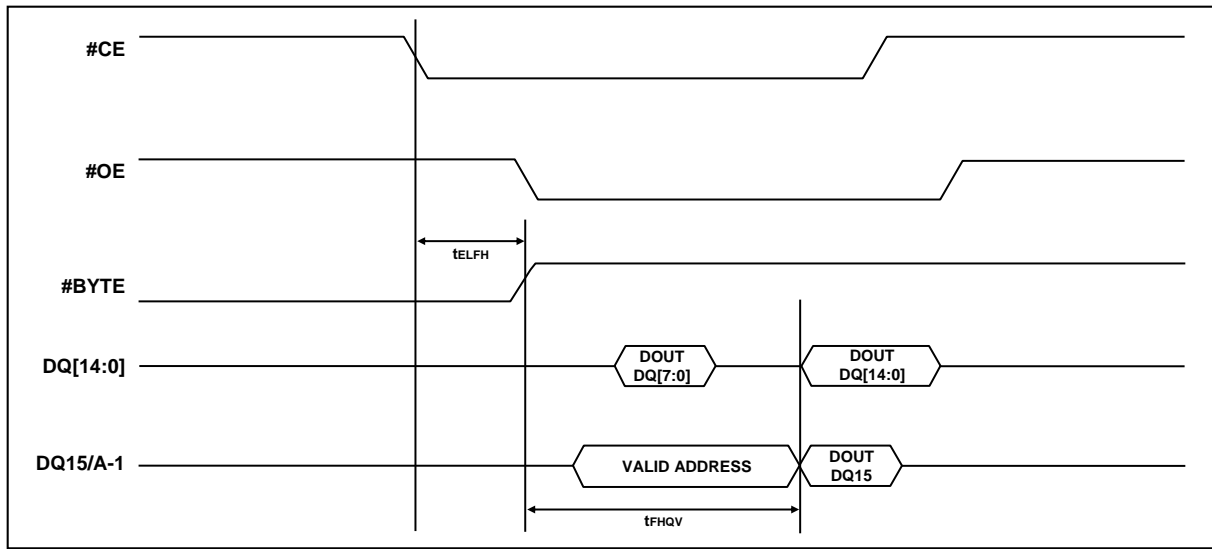 #CE
#OE
tELFH
#BYTE
DQ[14:0]
DOUT
DQ[7:0]
DOUT
DQ[14:0]
DQ15/A-1
VALID ADDRESS
DOUT
DQ15
tFHQV